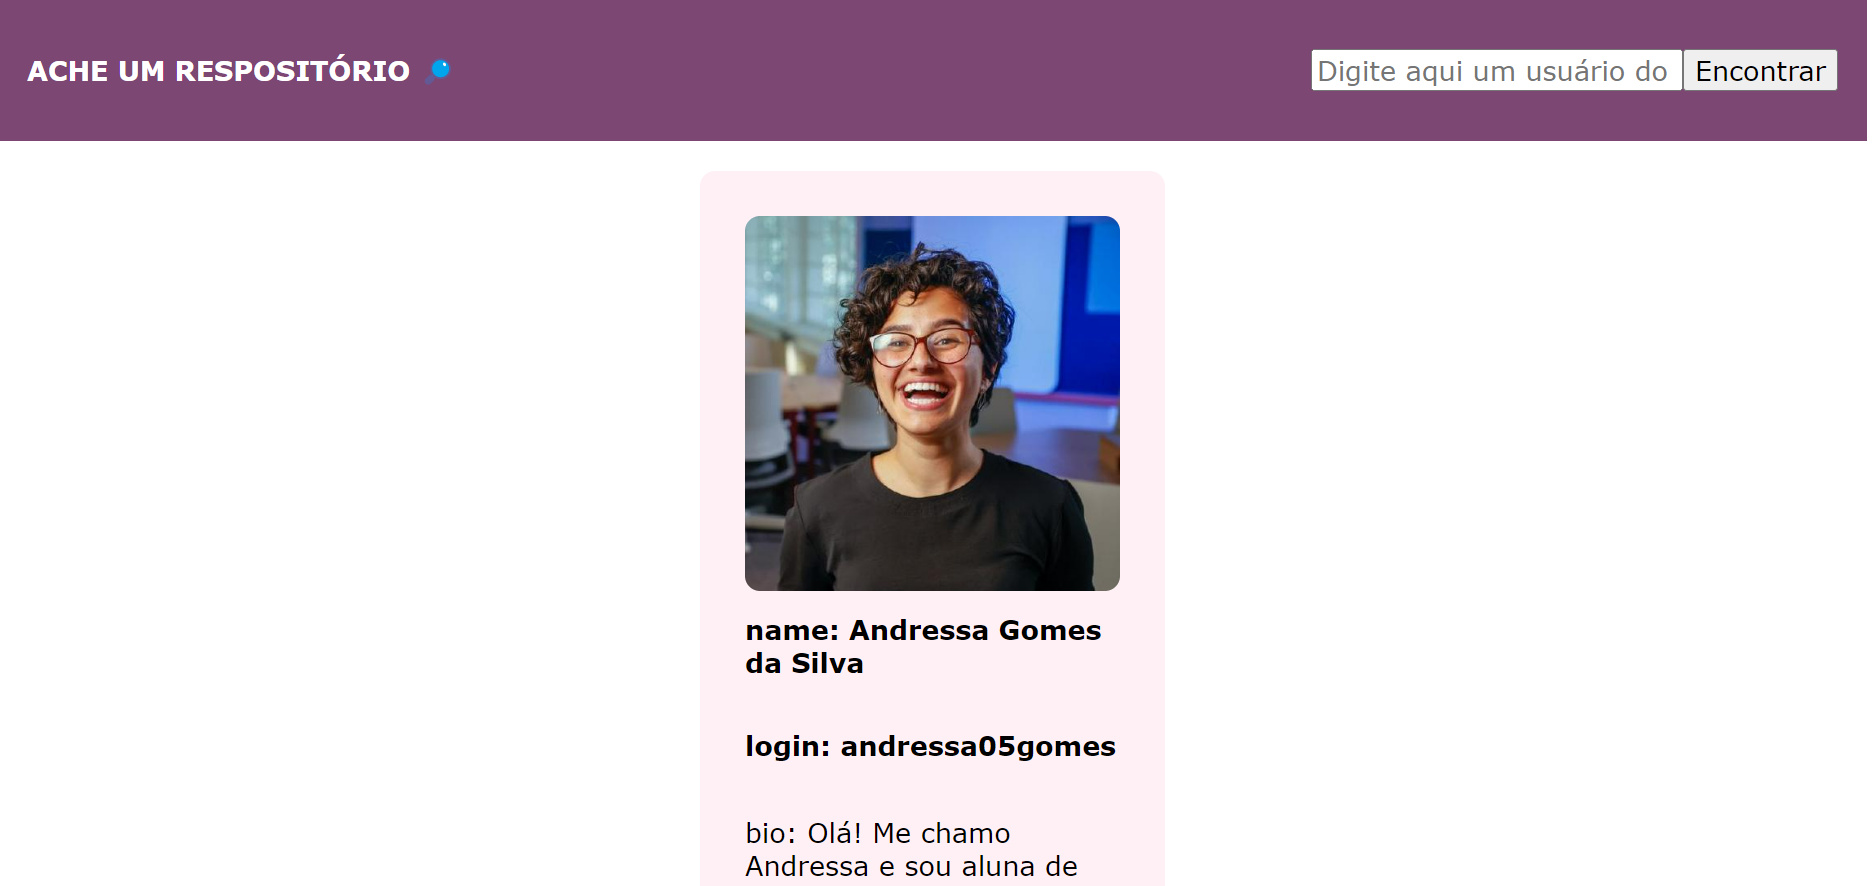 ACHE UM RESPOSITÓRIO
Digite aqui um usuário do
Encontrar
name: Andressa Gomes
da Silva
login: andressa05gomes
bio: Olá! Me chamo
Andressa e sou aluna de